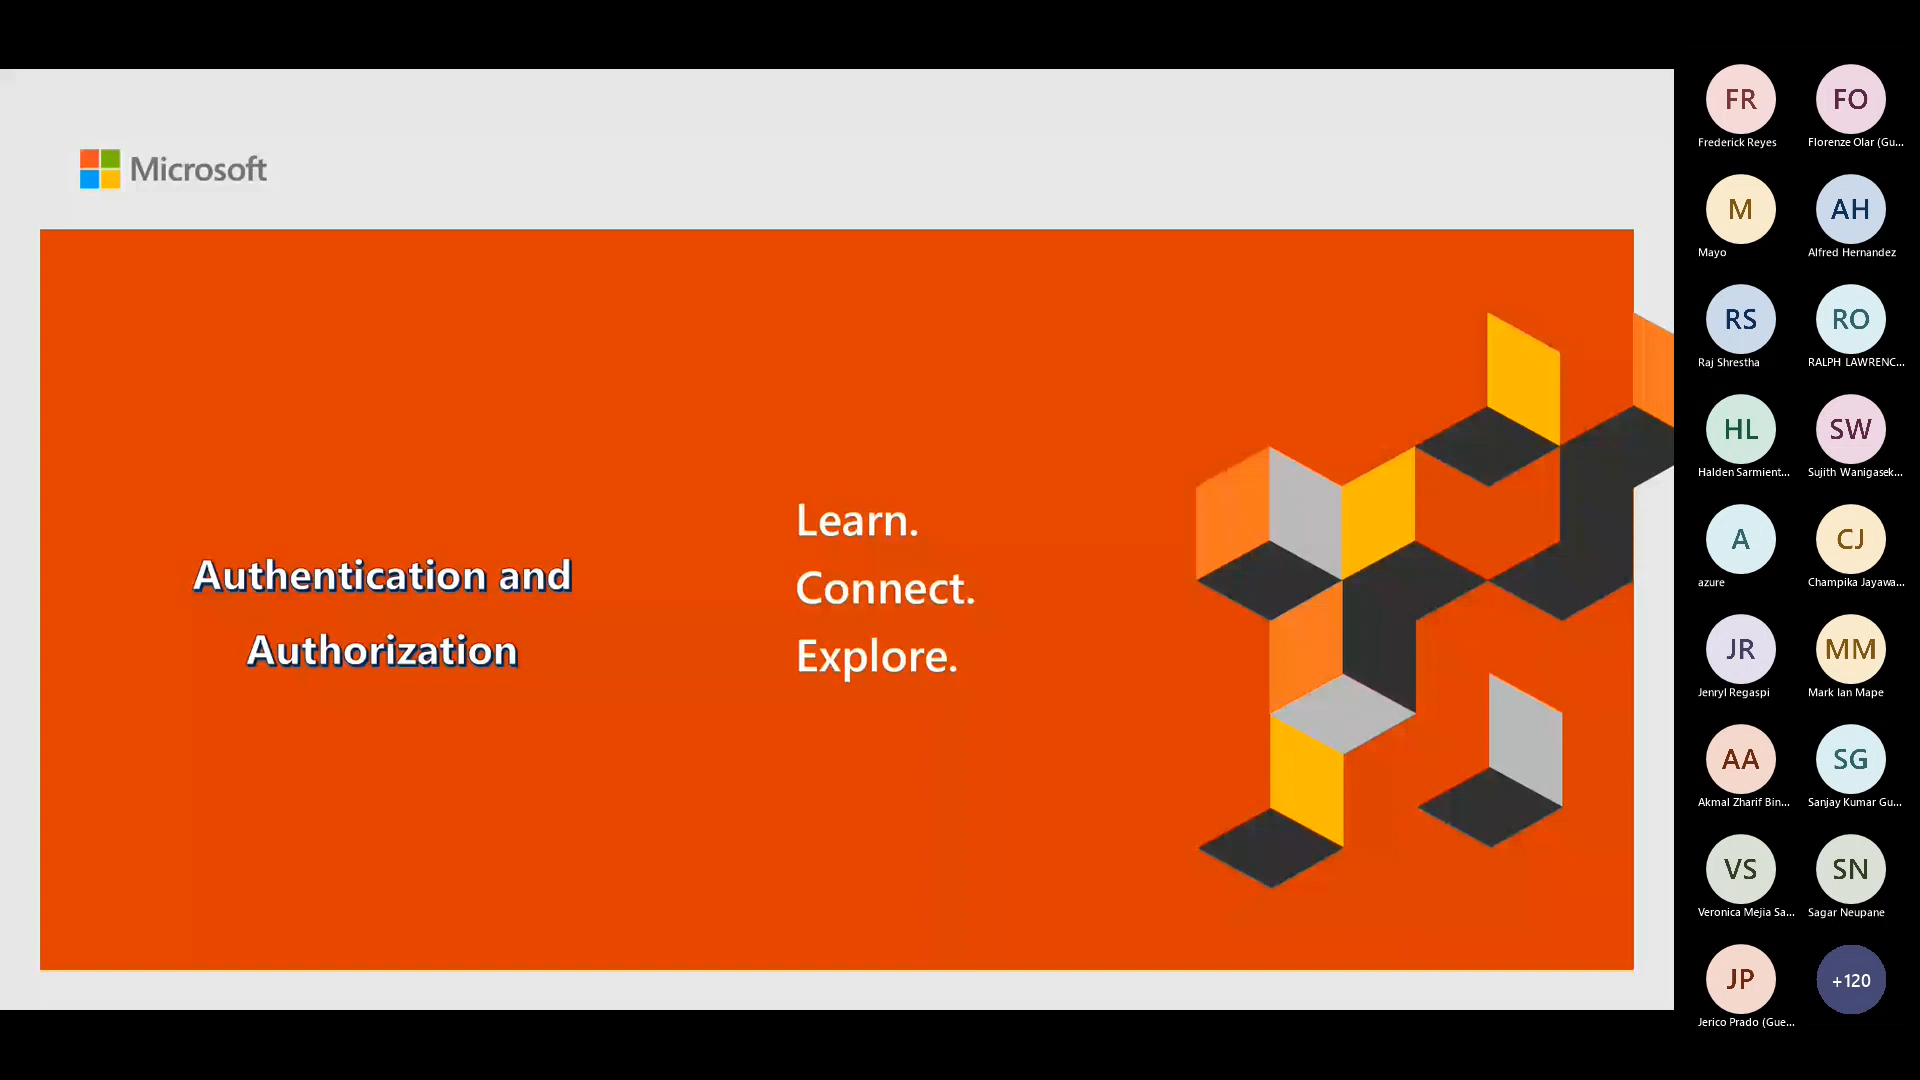 Microsoft
Authentication and
Authorization
Learn.
Connect.
Explore.
FR
Frederick Reyes
FO
Florenze Olar (Gu...
M
Mayo
AH
Alfred Hernandez
RS
Raj Shrestha
RO
RALPH LAWRENC...
HL
Halden Sarmient...
SW
Sujith Wanigasek...
A
azure
CJ
Champika Jayawa...
JR
Jenryl Regaspi
MM
Mark Ian Mape
AA
Akmal Zharif Bin...
SG
Sanjay Kumar Gu...
VS
Veronica Mejia Sa...
SN
Sagar Neupane
JP
Jerico Prado (Gue...
+120